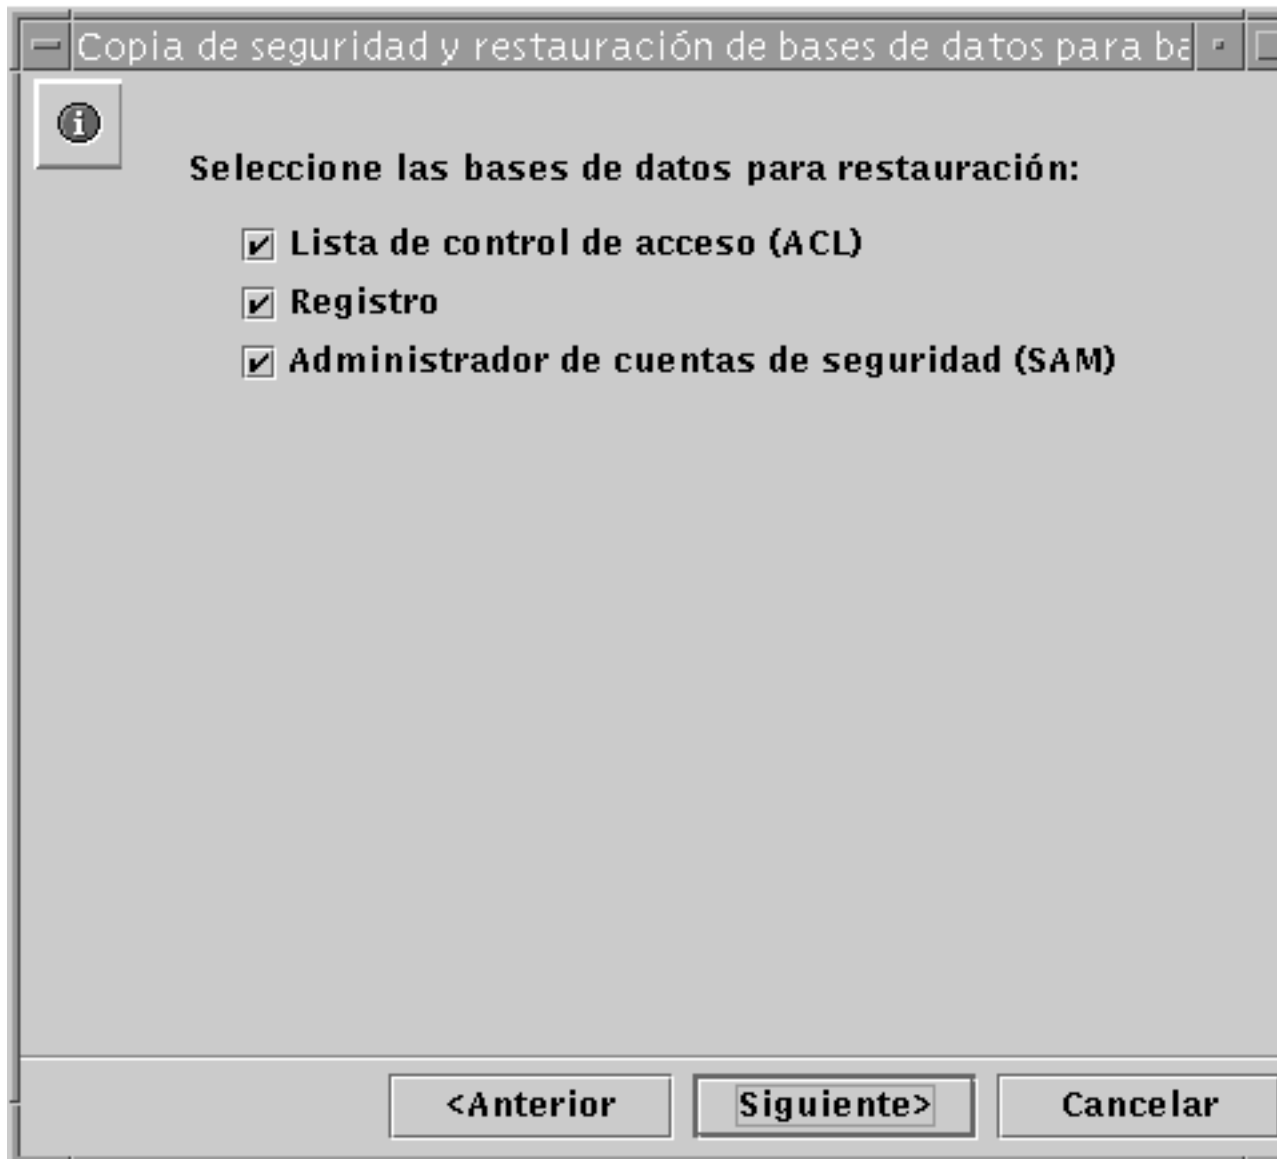 Copia de seguridad y restauración de bases de datos para ba
Seleccione las bases de datos para restauración:
Lista de control de acceso (ACL)
Registro
Administrador de cuentas de seguridad (SAM)
<Anterior
Siguiente>
Cancelar